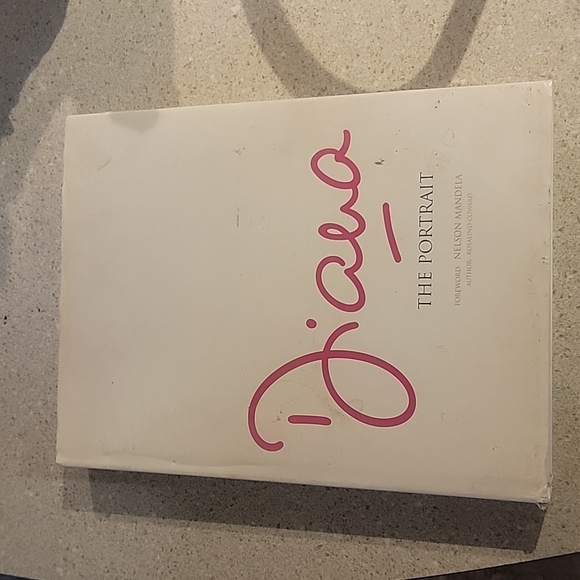 Diana
THE PORTRAIT
FOREWORD NELSON MANDELA
AUTHOR ROSALIND COWARD